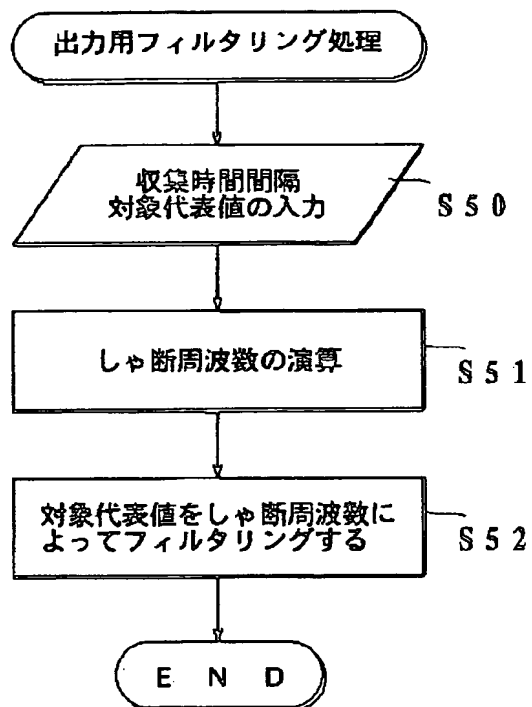 出力用フィルタリング処理
収録時間間隔
対象代表値の入力
S50
しゃ断周波数の演算
S51
対象代表値をしゃ断周波数に
よってフィルタリングする
S52
E N D